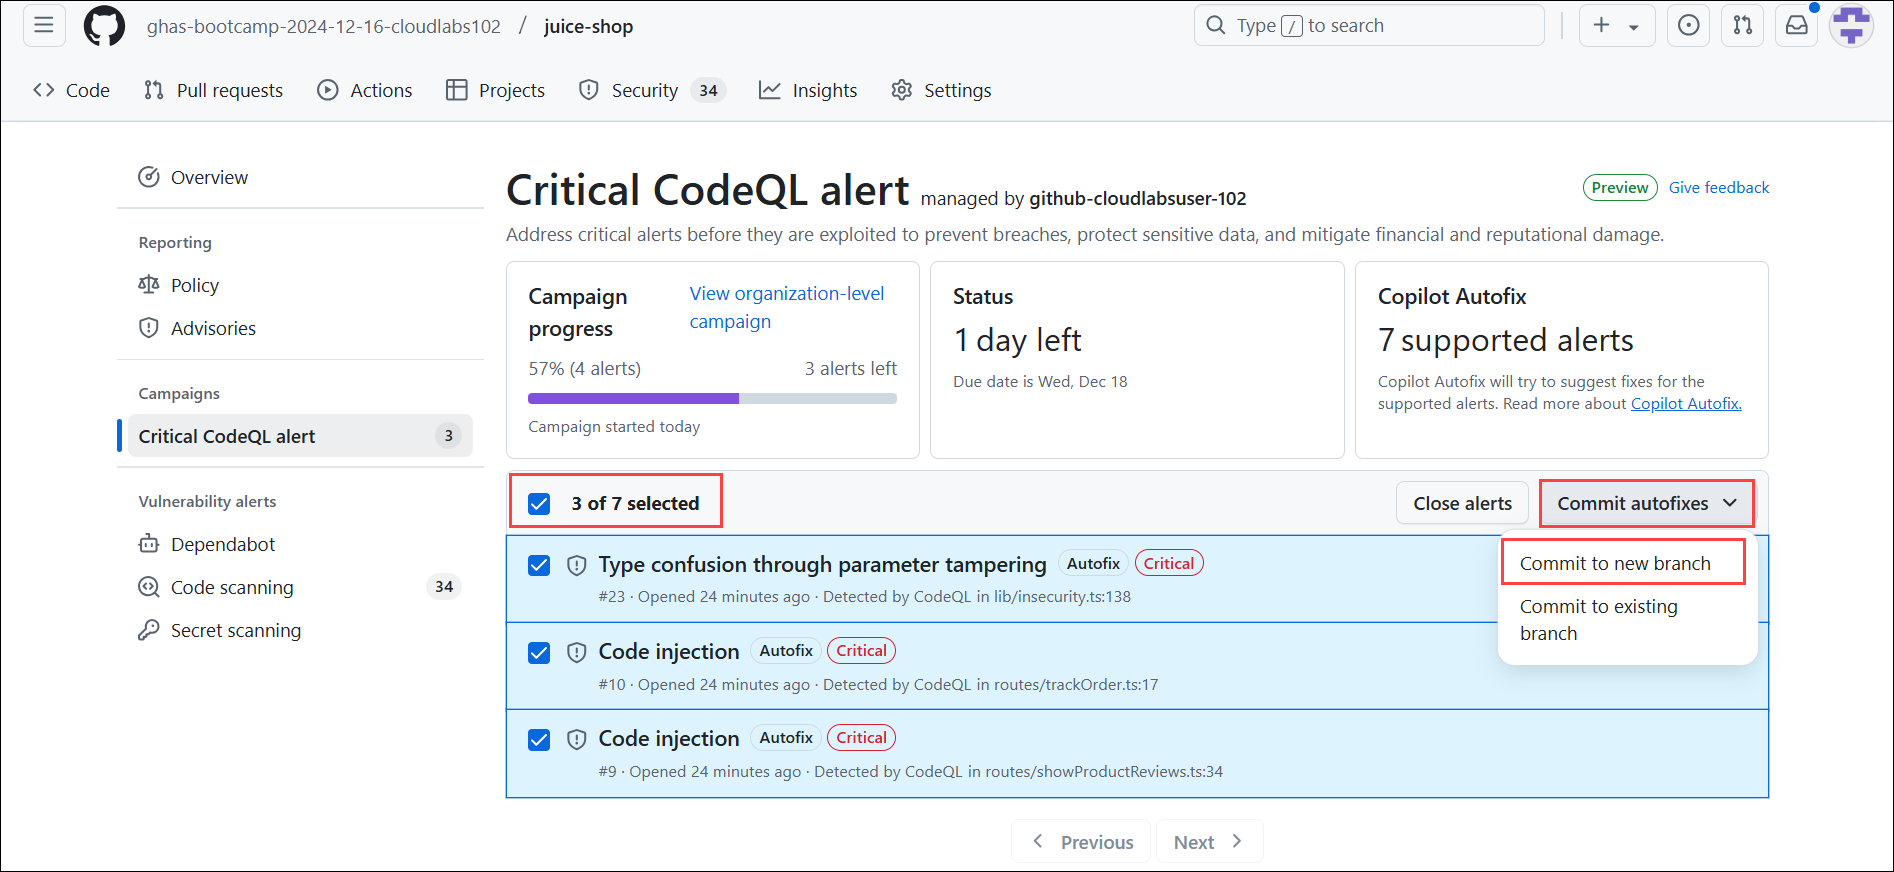 ghas-bootcamp-2024-12-16-cloudlabs102 / juice-shop
Type / to search
Code
Pull requests
Actions
Projects
Security 34
Insights
Settings
Overview
Reporting
Policy
Advisories
Campaigns
Critical CodeQL alert 3
Vulnerability alerts
Dependabot
Code scanning 34
Secret scanning
Critical CodeQL alert managed by github-cloudlabsuser-102
Preview Give feedback
Address critical alerts before they are exploited to prevent breaches, protect sensitive data, and mitigate financial and reputational damage.
Campaign
progress
View organization-level
campaign
57% (4 alerts) 3 alerts left
Campaign started today
Status
1 day left
Due date is Wed, Dec 18
Copilot Autofix
7 supported alerts
Copilot Autofix will try to suggest fixes for the
supported alerts. Read more about Copilot Autofix.
3 of 7 selected
Close alerts
Commit autofixes
Commit to new branch
Commit to existing
branch
Type confusion through parameter tampering Autofix Critical
#23 · Opened 24 minutes ago · Detected by CodeQL in lib/insecurity.ts:138
Code injection Autofix Critical
#10 · Opened 24 minutes ago · Detected by CodeQL in routes/trackOrder.ts:17
Code injection Autofix Critical
#9 · Opened 24 minutes ago · Detected by CodeQL in routes/showProductReviews.ts:34
Previous Next